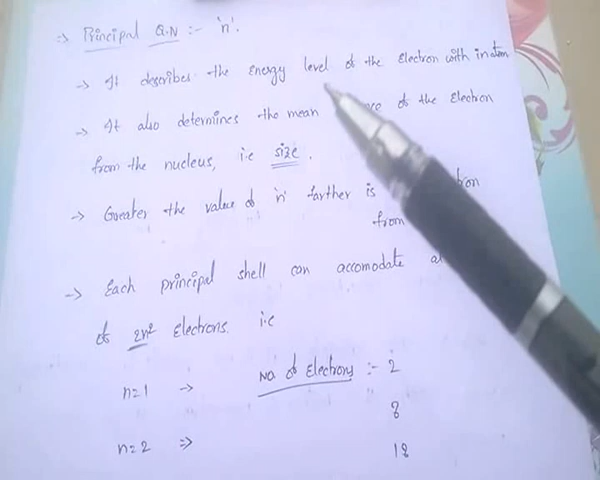 :→ Principal Q.N :- 'n'.
→ It describes the Energy level of the Electron with in atom
→ It also determines the mean of the Electron
from the nucleus, i.e size.
→ Greater the value of 'n' farther is
from
→ Each principal shell can accomodate
of 2n² Electrons. i.e
n=1 → No of Electrons :- 2
8
n=2 ⇒ 18